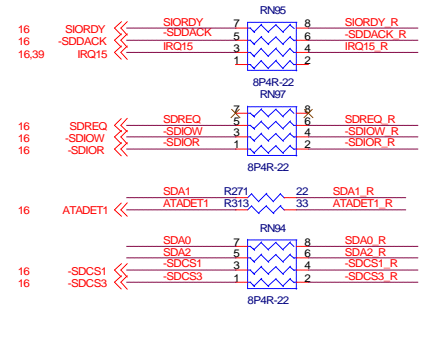 RN95
16 SIORDY SIORDY 7 8 SIORDY_R
16 -SDDACK -SDDACK 5 6 -SDDACK_R
16,39 IRQ15 IRQ15 3 4 IRQ15_R
1 2
8P4R-22
RN97
7 8
16 SDREQ SDREQ 5 6 SDREQ_R
16 -SDIOW -SDIOW 3 4 -SDIOW_R
16 -SDIOR -SDIOR 1 2 -SDIOR_R
8P4R-22
SDA1 R271 22 SDA1_R
16 ATADET1 ATADET1 R313 33 ATADET1_R
RN94
SDA0 7 8 SDA0_R
SDA2 5 6 SDA2_R
16 -SDCS1 -SDCS1 3 4 -SDCS1_R
16 -SDCS3 -SDCS3 1 2 -SDCS3_R
8P4R-22